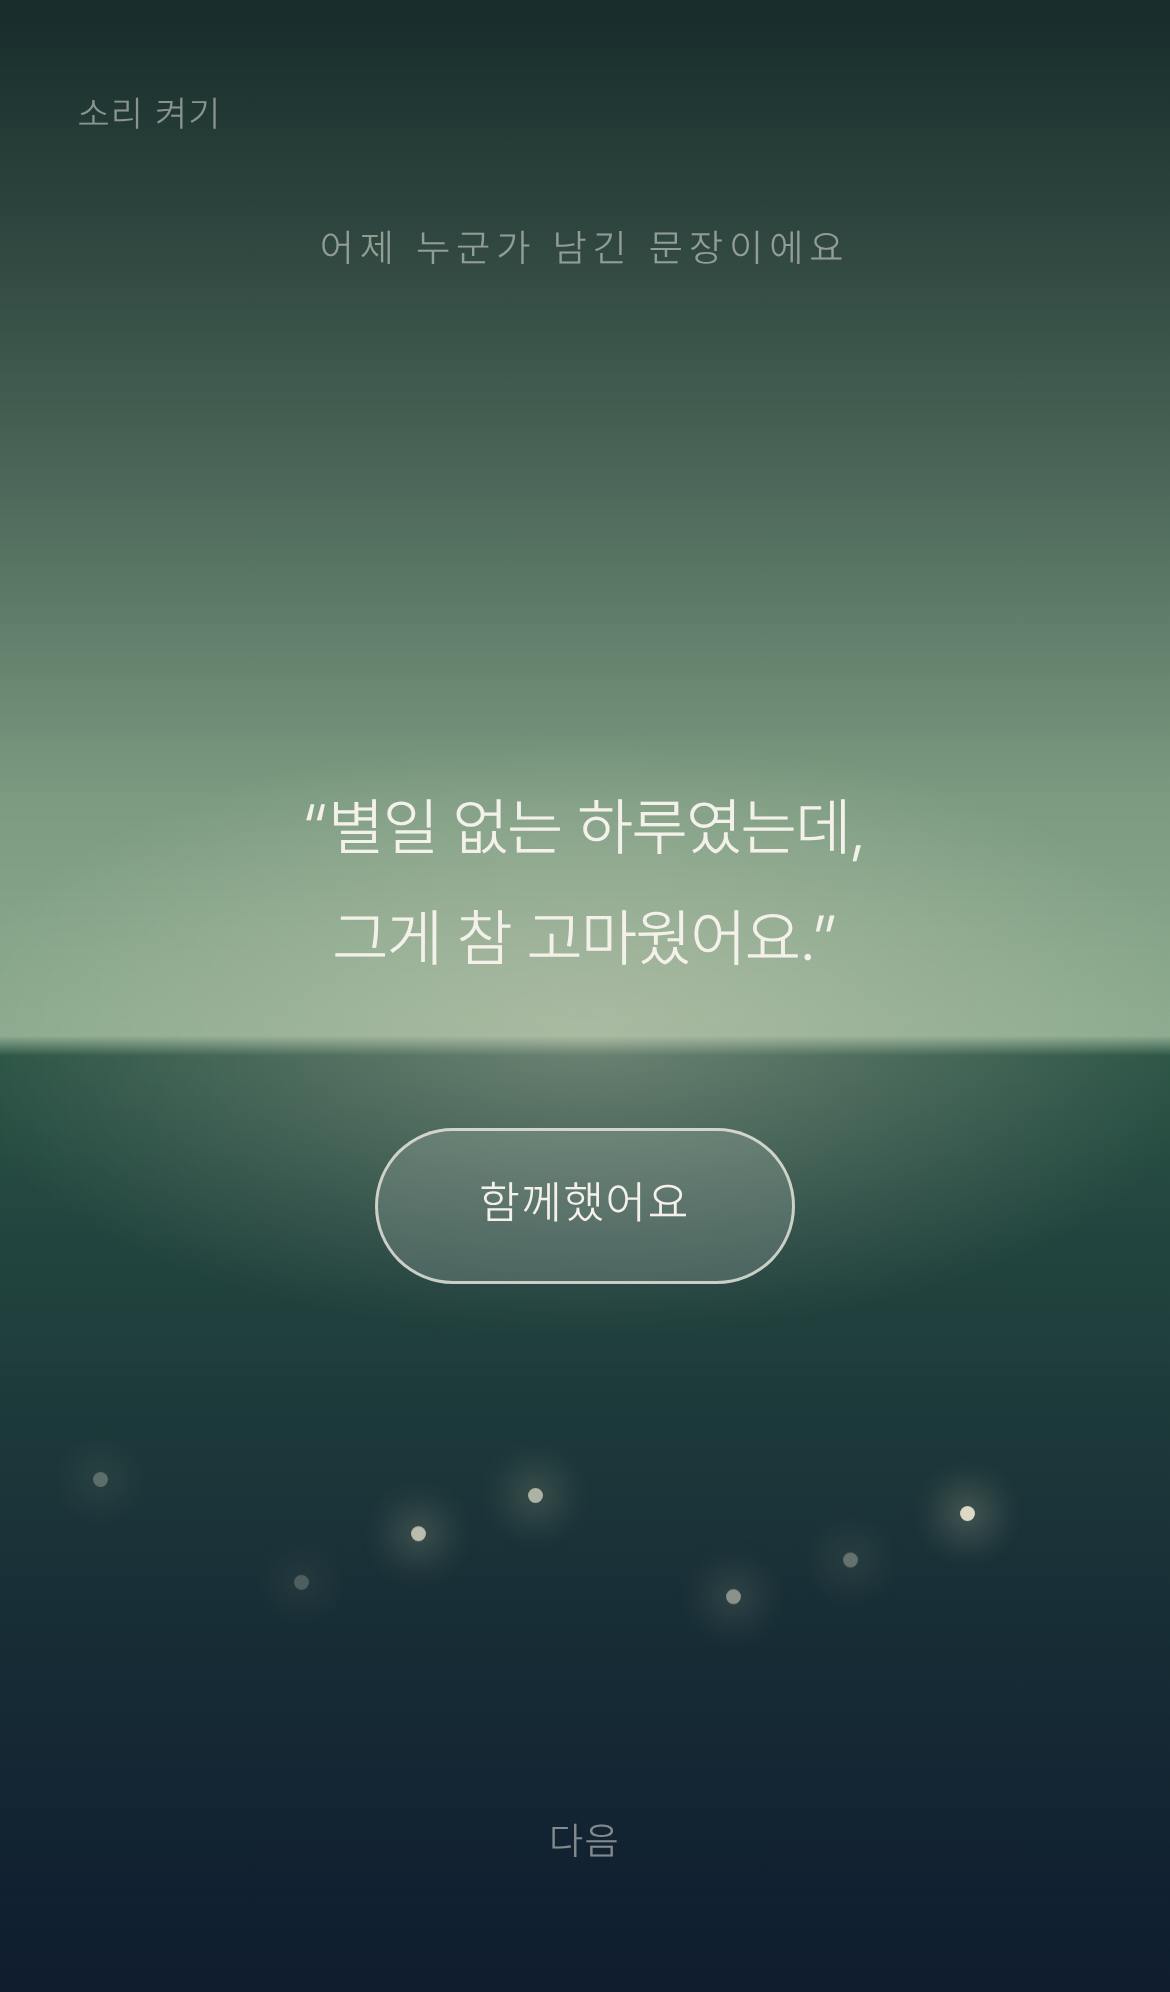 소리 켜기
어제 누군가 남긴 문장이에요
“별일 없는 하루였는데,
그게 참 고마웠어요.”
함께했어요
다음